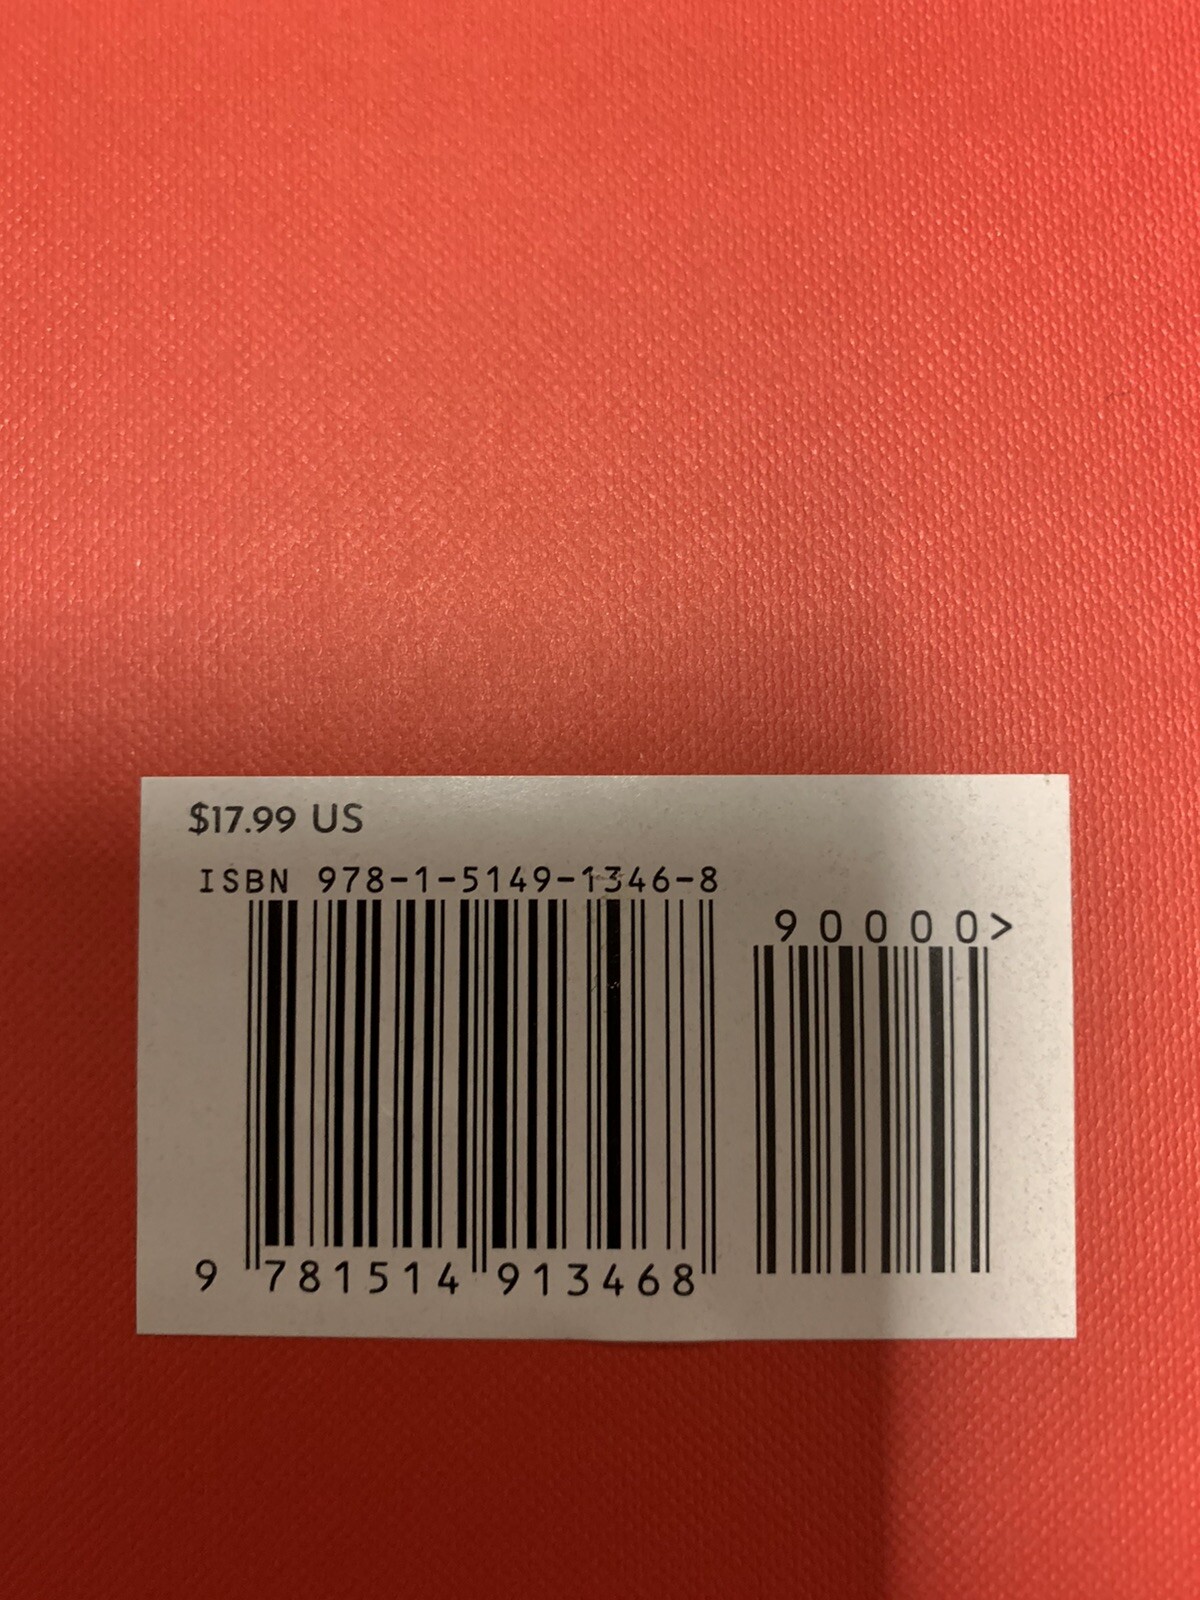 $17.99 US
ISBN 978-1-5149-1346-8
90000>
9 781514 913468